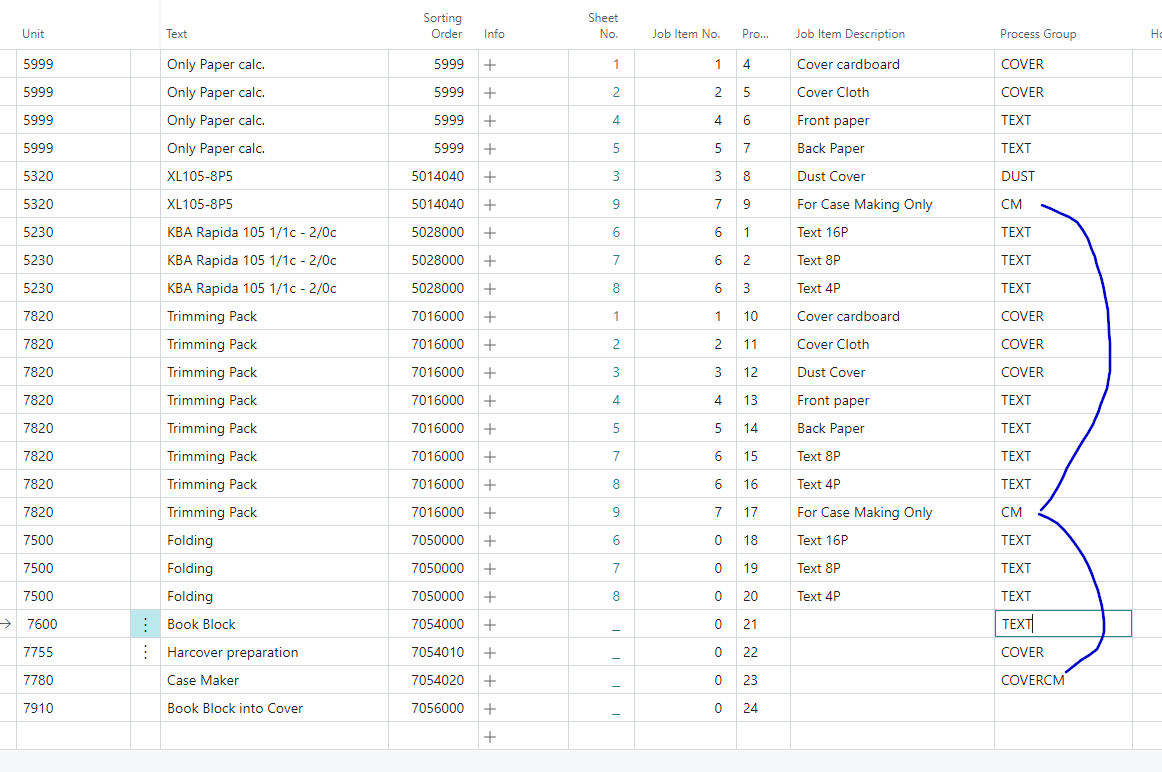 Unit Text Sorting Order Info Sheet No. Job Item No. Pro... Job Item Description Process Group Ho
5999 Only Paper calc. 5999 + 1 1 4 Cover cardboard COVER
5999 Only Paper calc. 5999 + 2 2 5 Cover Cloth COVER
5999 Only Paper calc. 5999 + 4 4 6 Front paper TEXT
5999 Only Paper calc. 5999 + 5 5 7 Back Paper TEXT
5320 XL105-8P5 5014040 + 3 3 8 Dust Cover DUST
5320 XL105-8P5 5014040 + 9 7 9 For Case Making Only CM
5230 KBA Rapida 105 1/1c - 2/0c 5028000 + 6 6 1 Text 16P TEXT
5230 KBA Rapida 105 1/1c - 2/0c 5028000 + 7 6 2 Text 8P TEXT
5230 KBA Rapida 105 1/1c - 2/0c 5028000 + 8 6 3 Text 4P TEXT
7820 Trimming Pack 7016000 + 1 1 10 Cover cardboard COVER
7820 Trimming Pack 7016000 + 2 2 11 Cover Cloth COVER
7820 Trimming Pack 7016000 + 3 3 12 Dust Cover COVER
7820 Trimming Pack 7016000 + 4 4 13 Front paper TEXT
7820 Trimming Pack 7016000 + 5 5 14 Back Paper TEXT
7820 Trimming Pack 7016000 + 7 6 15 Text 8P TEXT
7820 Trimming Pack 7016000 + 8 6 16 Text 4P TEXT
7820 Trimming Pack 7016000 + 9 7 17 For Case Making Only CM
7500 Folding 7050000 + 6 0 18 Text 16P TEXT
7500 Folding 7050000 + 7 0 19 Text 8P TEXT
7500 Folding 7050000 + 8 0 20 Text 4P TEXT
7600 Book Block 7054000 + _ 0 21 TEXT
7755 Harcover preparation 7054010 + _ 0 22 COVER
7780 Case Maker 7054020 + _ 0 23 COVERCM
7910 Book Block into Cover 7056000 + _ 0 24
+